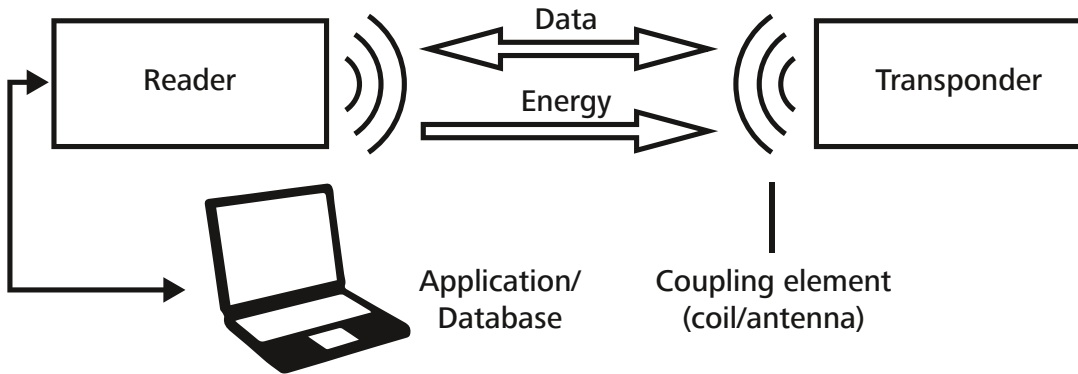 Data
Reader
Transponder
Energy
Application/
Database
Coupling element
(coil/antenna)